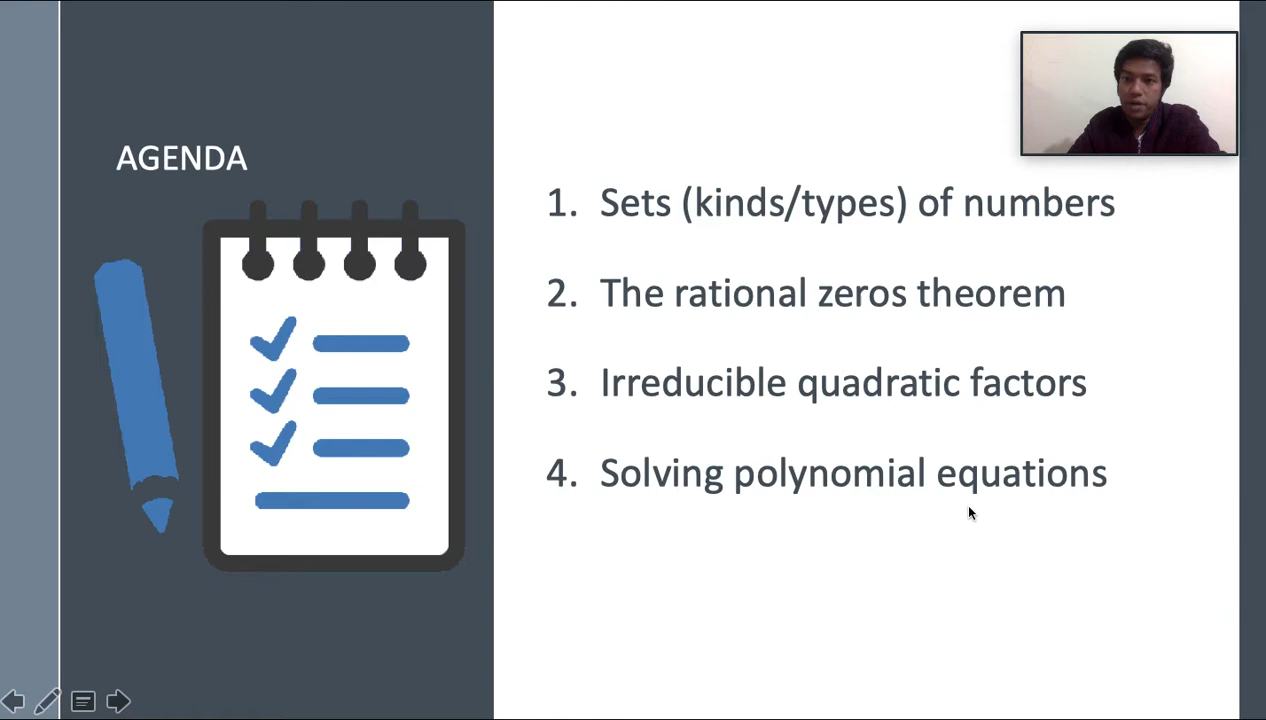 AGENDA
1. Sets (kinds/types) of numbers
2. The rational zeros theorem
3. Irreducible quadratic factors
4. Solving polynomial equations